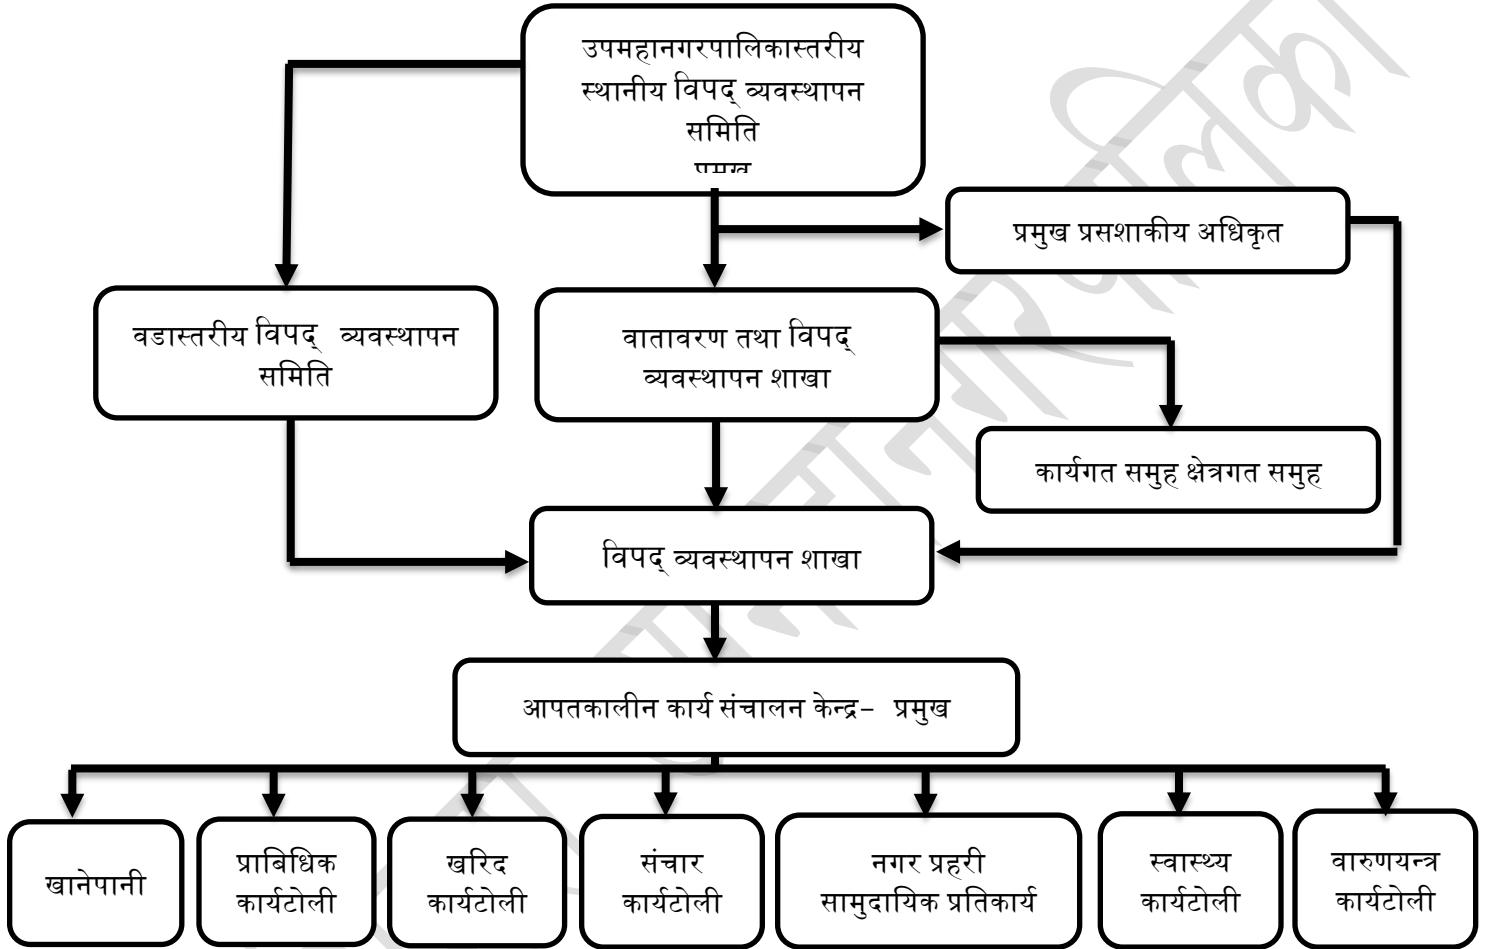 उपमहानगरपालिकास्तरीय
स्थानीय विपद् व्यवस्थापन
समिति
प्रमुख
प्रमुख प्रसशाकीय अधिकृत
वडास्तरीय विपद् व्यवस्थापन
समिति
वातावरण तथा विपद्
व्यवस्थापन शाखा
कार्यगत समुह क्षेत्रगत समुह
विपद् व्यवस्थापन शाखा
आपतकालीन कार्य संचालन केन्द्र– प्रमुख
खानेपानी
प्राबिधिक
कार्यटोली
खरिद
कार्यटोली
संचार
कार्यटोली
नगर प्रहरी
सामुदायिक प्रतिकार्य
स्वास्थ्य
कार्यटोली
वारुणयन्त्र
कार्यटोली